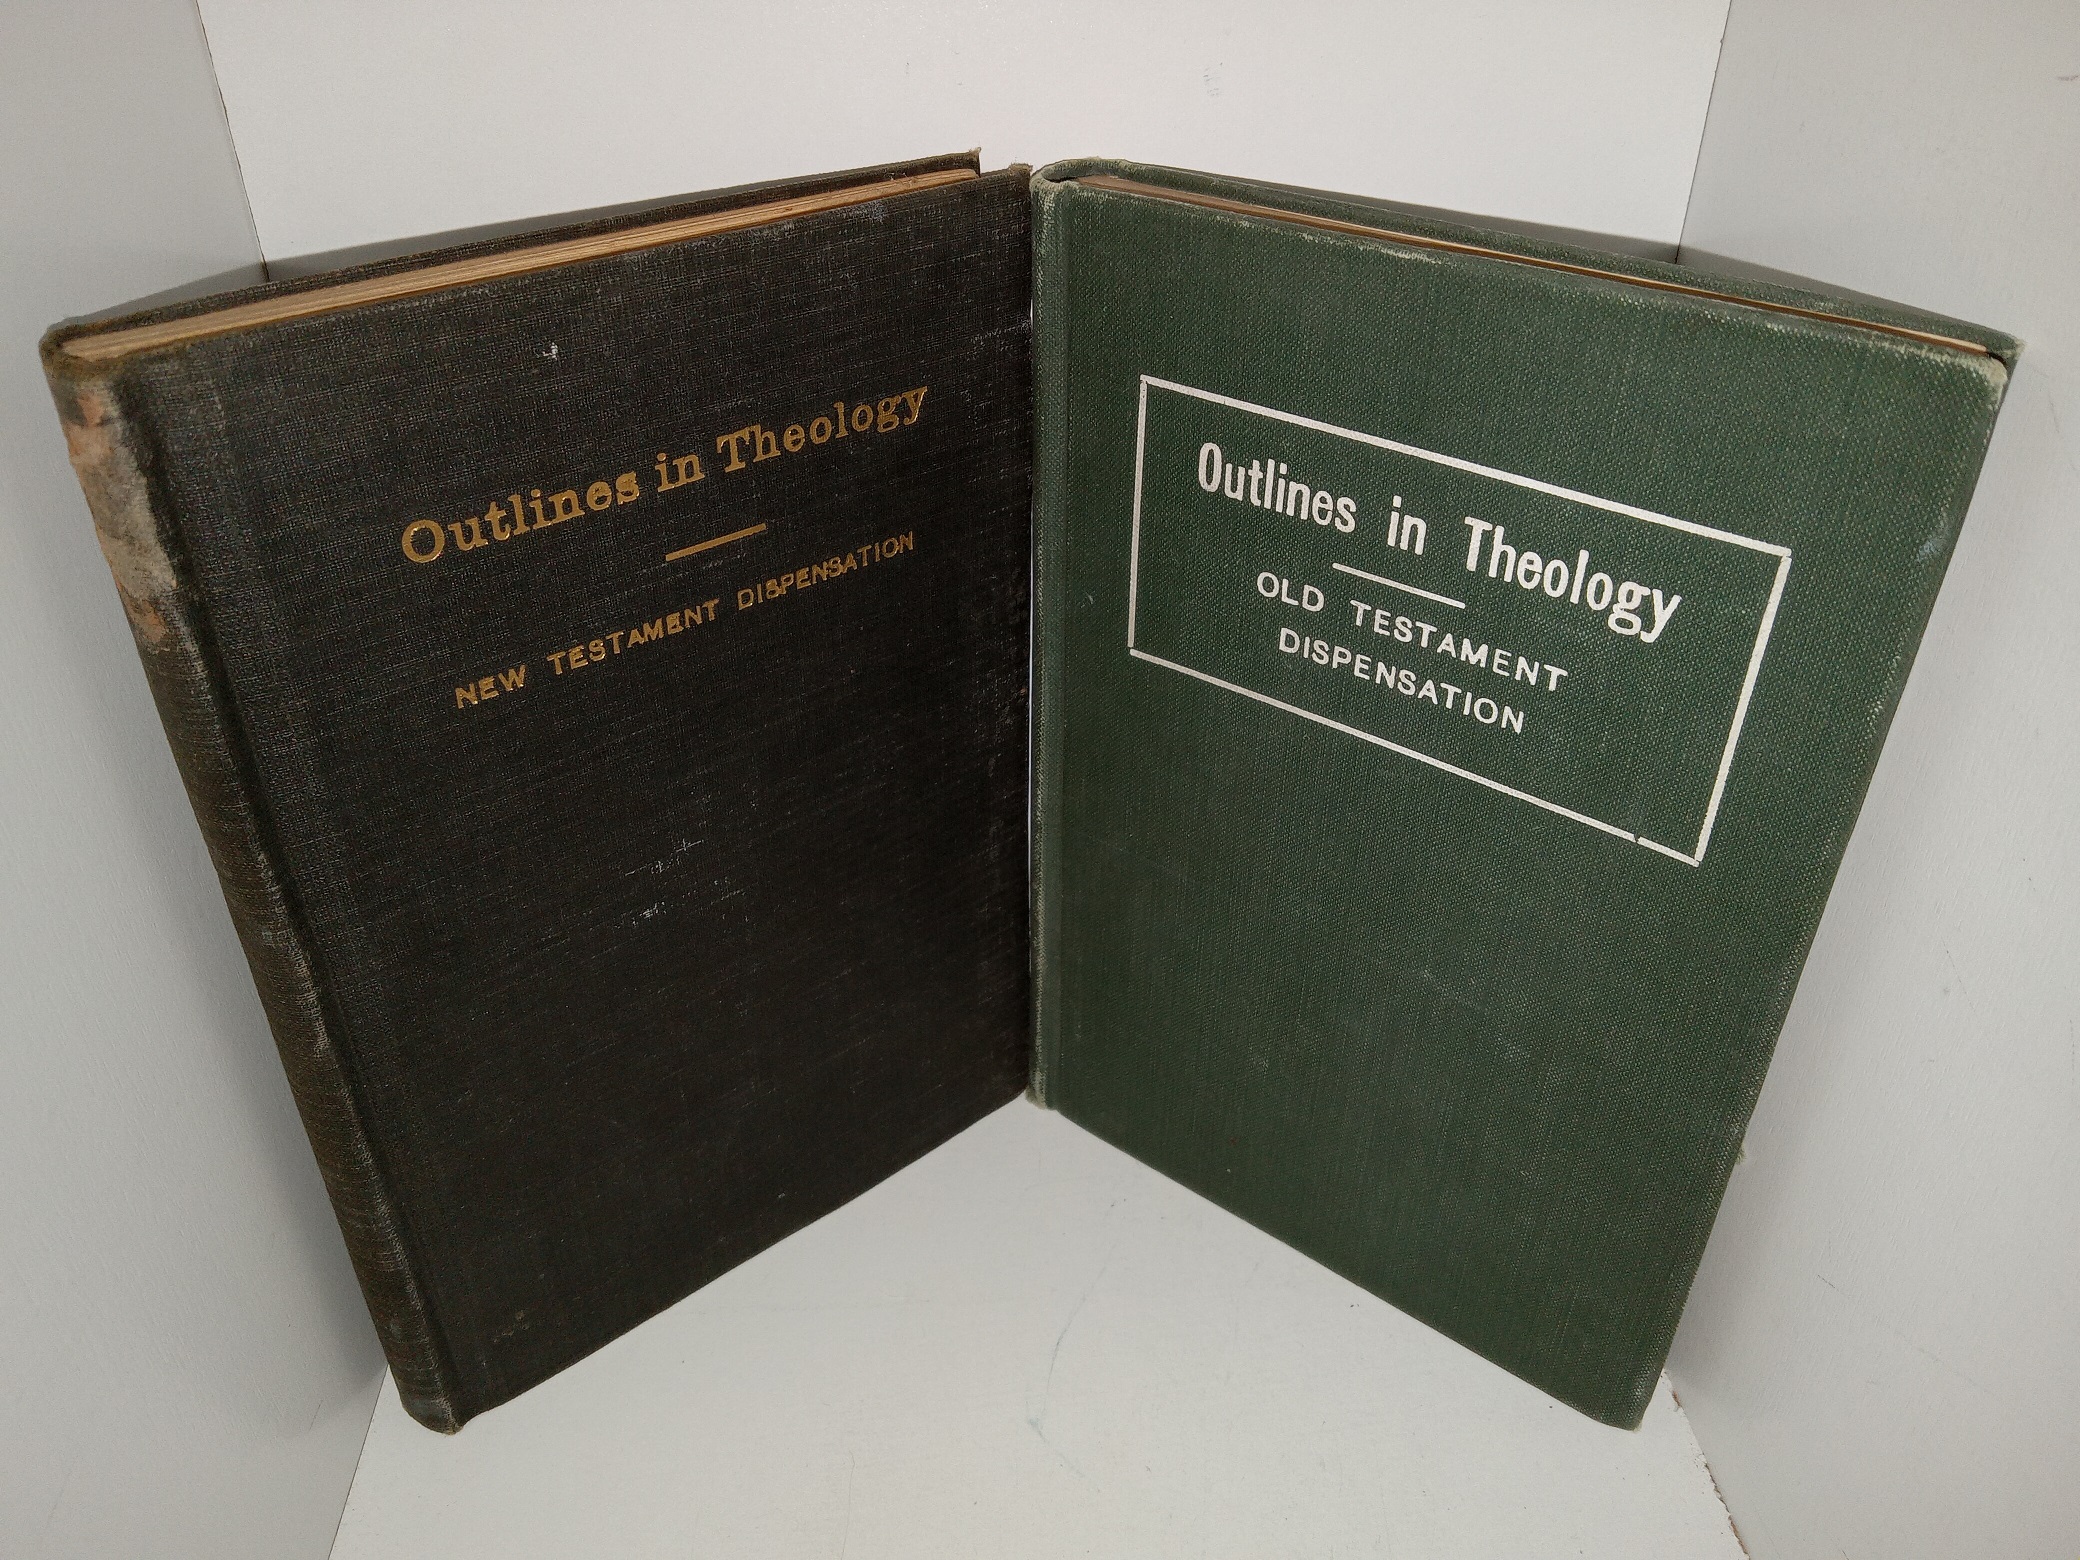 Outlines in Theology
NEW TESTAMENT DISPENSATION
Outlines in Theology
OLD TESTAMENT
DISPENSATION